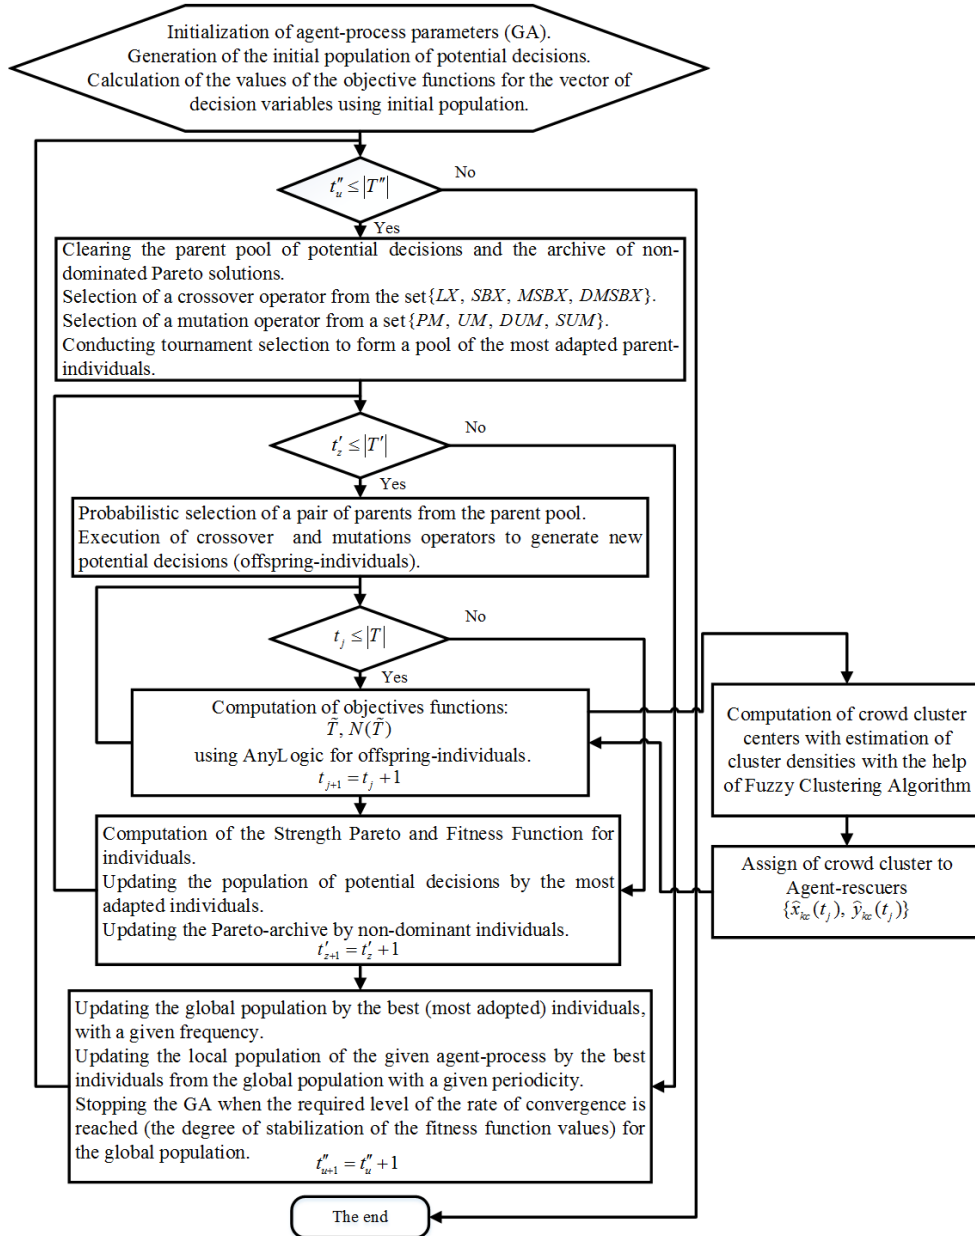 Initialization of agent-process parameters (GA).
Generation of the initial population of potential decisions.
Calculation of the values of the objective functions for the vector of
decision variables using initial population.
t″_u ≤ |T″|
No
Yes
Clearing the parent pool of potential decisions and the archive of non-
dominated Pareto solutions.
Selection of a crossover operator from the set{LX, SBX, MSBX, DMSBX}.
Selection of a mutation operator from a set{PM, UM, DUM, SUM}.
Conducting tournament selection to form a pool of the most adapted parent-
individuals.
t′_z ≤ |T′|
No
Yes
Probabilistic selection of a pair of parents from the parent pool.
Execution of crossover and mutations operators to generate new
potential decisions (offspring-individuals).
t_j ≤ |T|
No
Yes
Computation of objectives functions:
T̃, N(T̃)
using AnyLogic for offspring-individuals.
t_{j+1} = t_j + 1
Computation of crowd cluster
centers with estimation of
cluster densities with the help
of Fuzzy Clustering Algorithm
Assign of crowd cluster to
Agent-rescuers
{x̂_{kc}(t_j), ŷ_{kc}(t_j)}
Computation of the Strength Pareto and Fitness Function for
individuals.
Updating the population of potential decisions by the most
adapted individuals.
Updating the Pareto-archive by non-dominant individuals.
t′_{z+1} = t′_z + 1
Updating the global population by the best (most adopted) individuals,
with a given frequency.
Updating the local population of the given agent-process by the best
individuals from the global population with a given periodicity.
Stopping the GA when the required level of the rate of convergence is
reached (the degree of stabilization of the fitness function values) for
the global population.
t″_{u+1} = t″_u + 1
The end